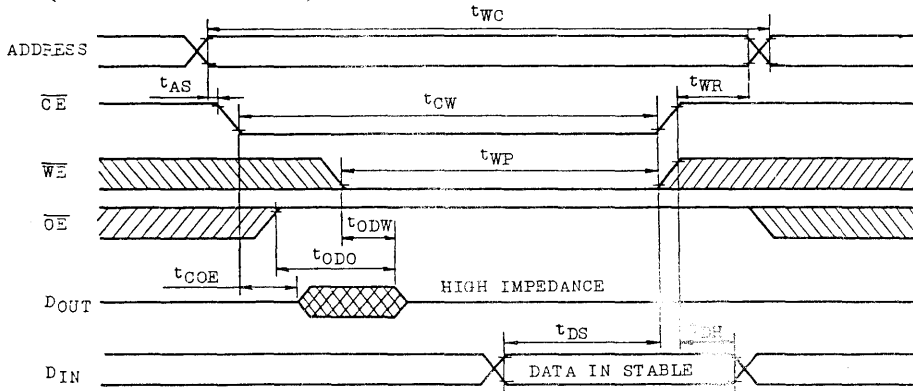 tWC
ADDRESS
tAS
tWR
CE
tCW
WE
tWP
OE
tODW
tODO
tCOE
HIGH IMPEDANCE
DOUT
tDS
tDH
DIN
DATA IN STABLE